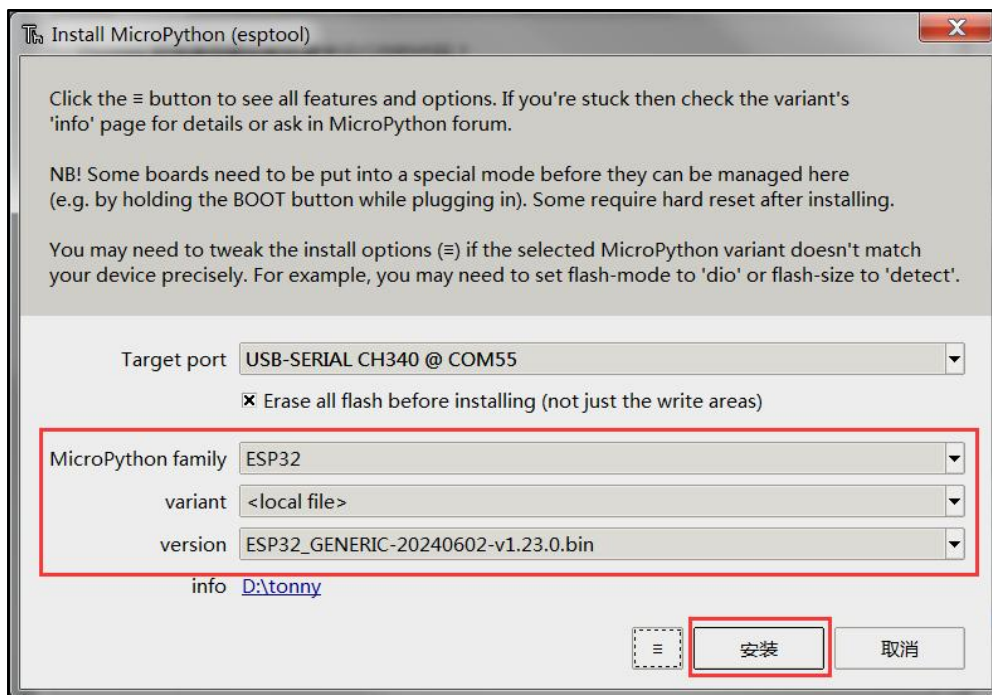 Install MicroPython (esptool)
Click the ≡ button to see all features and options. If you're stuck then check the variant's
'info' page for details or ask in MicroPython forum.
NB! Some boards need to be put into a special mode before they can be managed here
(e.g. by holding the BOOT button while plugging in). Some require hard reset after installing.
You may need to tweak the install options (≡) if the selected MicroPython variant doesn't match
your device precisely. For example, you may need to set flash-mode to 'dio' or flash-size to 'detect'.
Target port USB-SERIAL CH340 @ COM55
Erase all flash before installing (not just the write areas)
MicroPython family ESP32
variant <local file>
version ESP32_GENERIC-20240602-v1.23.0.bin
info D:\tonny
≡ 安装 取消